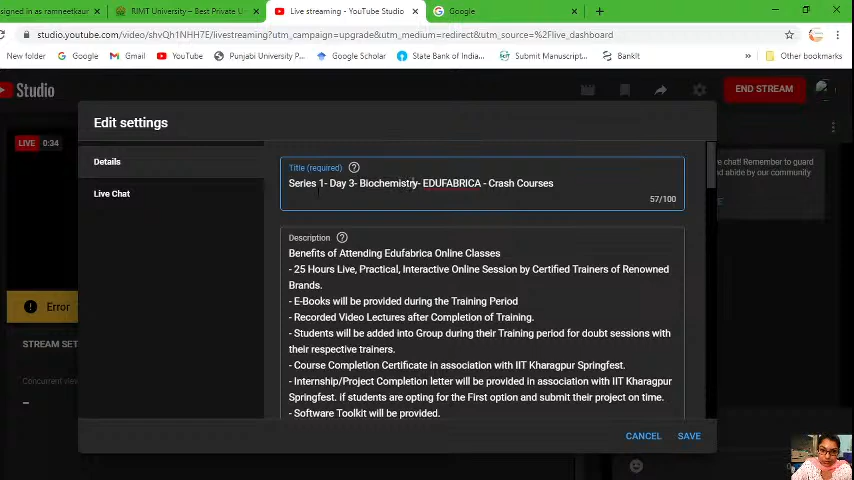 signed in as rameetkaur
RIMT University – Best Private U
Live streaming - YouTube Studio
Google
studio.youtube.com/video/shvQh1NHH7E/livestreaming?utm_campaign=upgrade&utm_medium=redirect&utm_source=%2Flive_dashboard
New folder
Google
Gmail
YouTube
Punjabi University P...
Google Scholar
State Bank of India...
Submit Manuscript...
BankIt
»
Other bookmarks
Studio
END STREAM
LIVE 0:34
Edit settings
Details
Live Chat
Title (required)
Series 1- Day 3- Biochemistry- EDUFABRICA - Crash Courses
57/100
Description
Benefits of Attending Edufabrica Online Classes
- 25 Hours Live, Practical, Interactive Online Session by Certified Trainers of Renowned
Brands.
- E-Books will be provided during the Training Period
- Recorded Video Lectures after Completion of Training.
- Students will be added into Group during their Training period for doubt sessions with
their respective trainers.
- Course Completion Certificate in association with IIT Kharagpur Springfest.
- Internship/Project Completion letter will be provided in association with IIT Kharagpur
Springfest. if students are opting for the First option and submit their project on time.
- Software Toolkit will be provided.
CANCEL
SAVE
Error
STREAM SET
Concurrent viewe
e chat! Remember to guard
and abide by our community